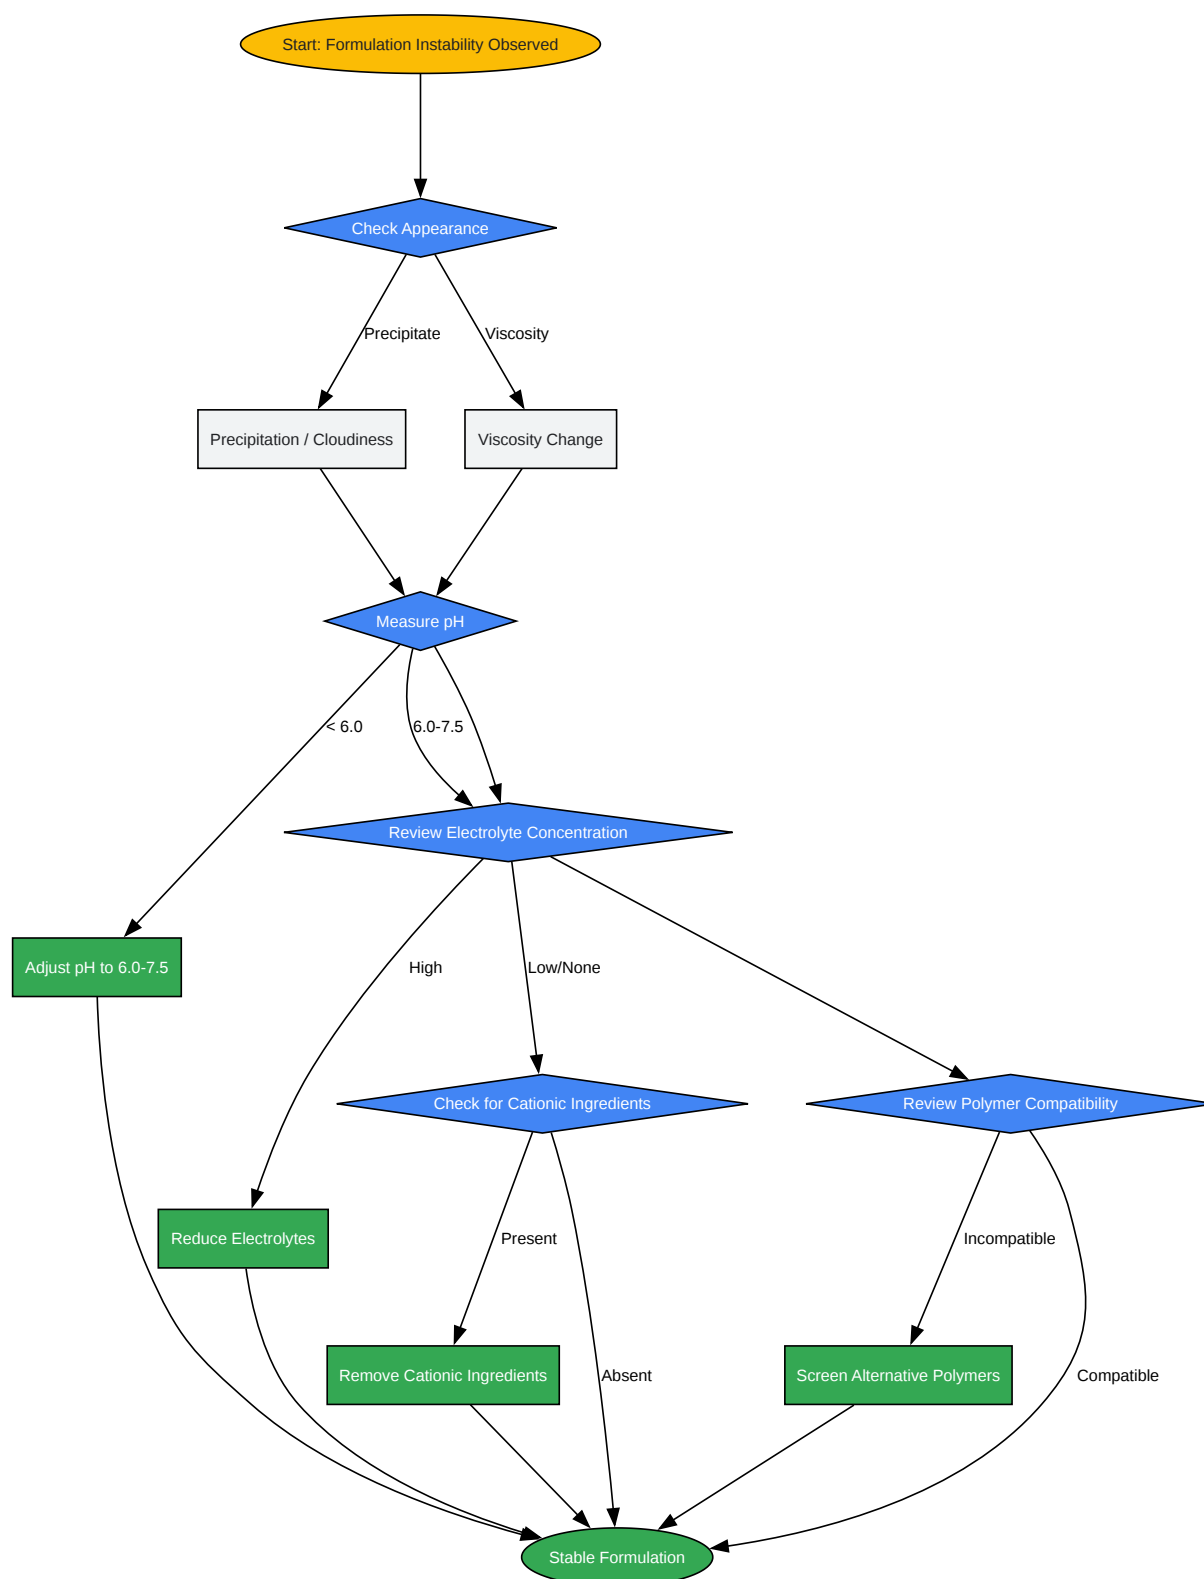 Start: Formulation Instability Observed
Check Appearance
Precipitate
Viscosity
Precipitation / Cloudiness
Viscosity Change
Measure pH
< 6.0
6.0-7.5
Review Electrolyte Concentration
Adjust pH to 6.0-7.5
High
Low/None
Check for Cationic Ingredients
Review Polymer Compatibility
Reduce Electrolytes
Present
Incompatible
Remove Cationic Ingredients
Absent
Screen Alternative Polymers
Compatible
Stable Formulation